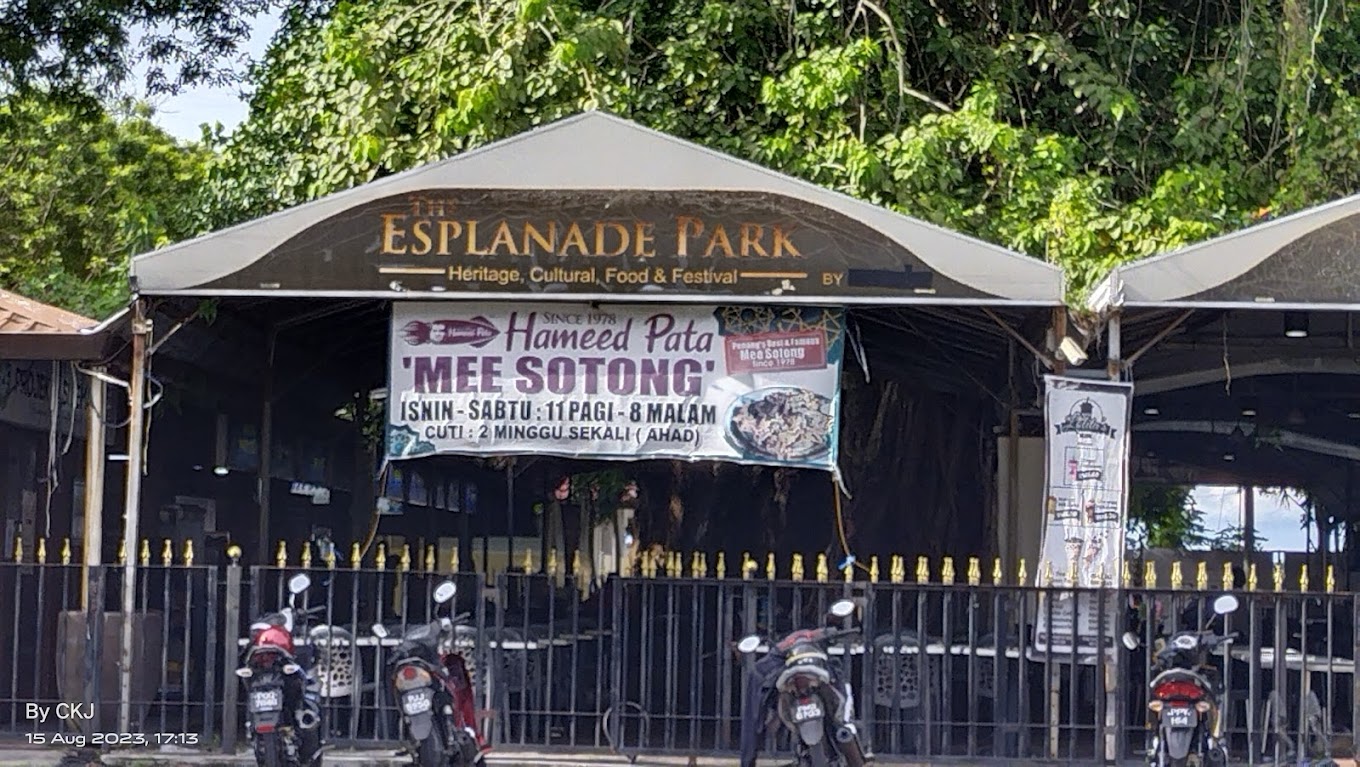 THE
ESPLANADE PARK
Heritage, Cultural, Food & Festival
BY
SINCE 1978
Hameed Pata
Hameed Pata
'MEE SOTONG'
Penang's Best & Famous
Mee Sotong
Since 1978
ISNIN - SABTU : 11 PAGI - 8 MALAM
CUTI : 2 MINGGU SEKALI ( AHAD)
JPK
164
By CKJ
15 Aug 2023, 17:13